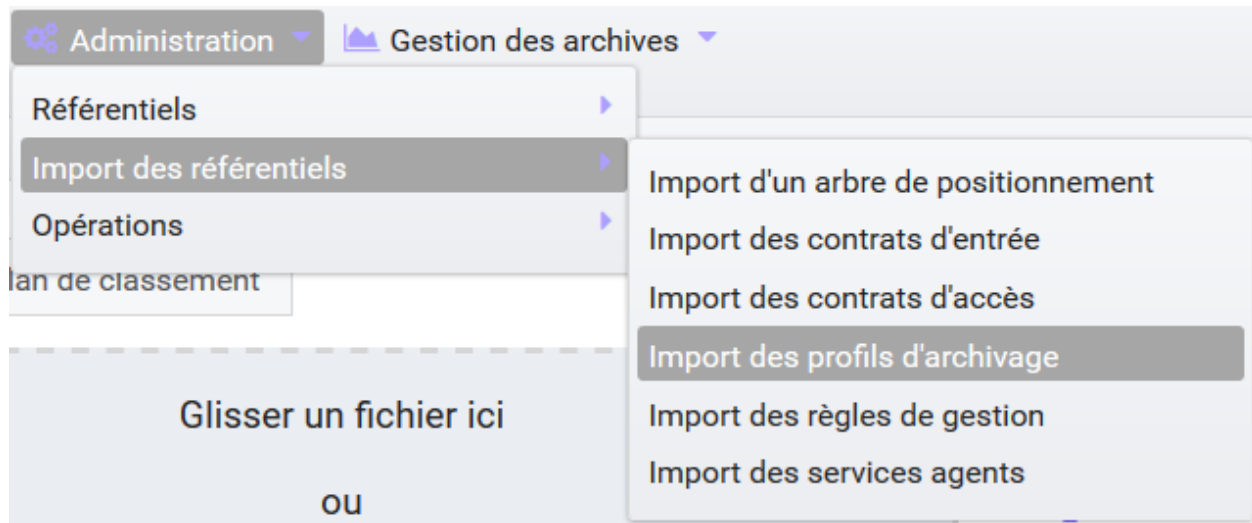 Administration Gestion des archives
Référentiels
Import des référentiels
Opérations
lan de classement
Import d'un arbre de positionnement
Import des contrats d'entrée
Import des contrats d'accès
Import des profils d'archivage
Import des règles de gestion
Import des services agents
Glisser un fichier ici
ou